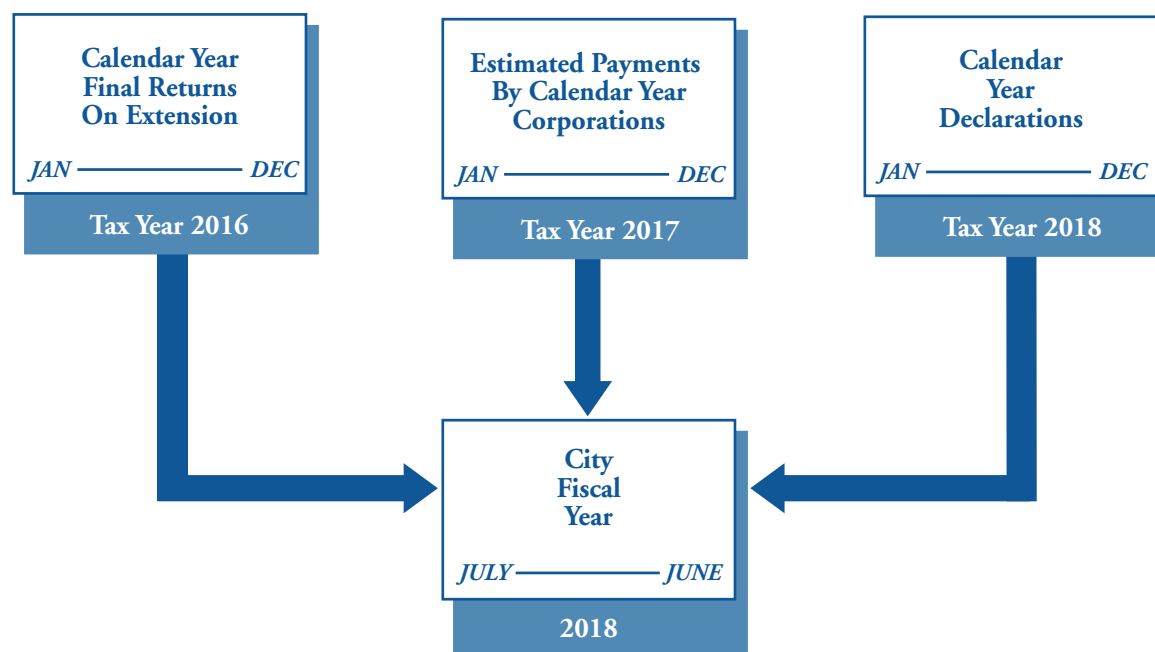 Calendar Year
Final Returns
On Extension
JAN DEC
Tax Year 2016
Estimated Payments
By Calendar Year
Corporations
JAN DEC
Tax Year 2017
Calendar
Year
Declarations
JAN DEC
Tax Year 2018
City
Fiscal
Year
JULY JUNE
2018